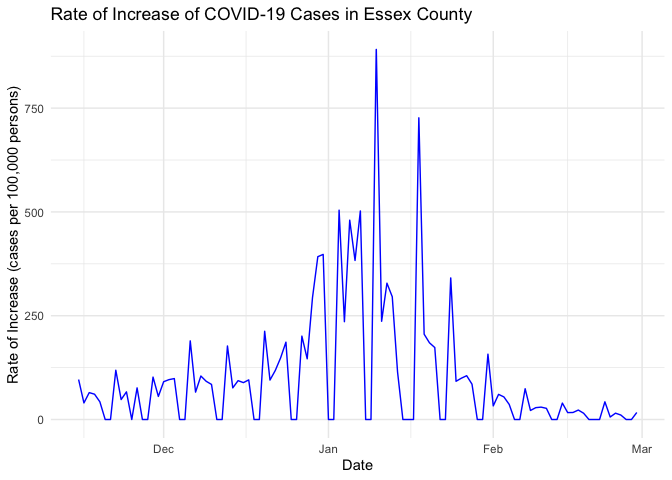 Rate of Increase of COVID-19 Cases in Essex County
Rate of Increase (cases per 100,000 persons)
750
500
250
0
Dec
Jan
Feb
Mar
Date